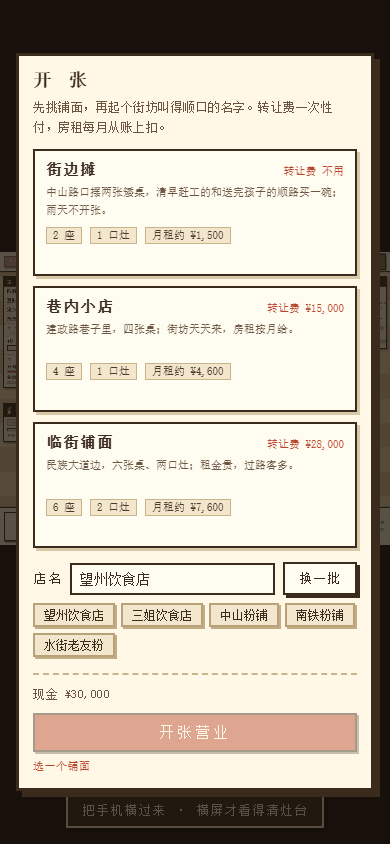 开 张
先挑铺面，再起个街坊叫得顺口的名字。转让费一次性
付，房租每月从账上扣。
街边摊 转让费 不用
中山路口摆两张矮桌，清早赶工的和送完孩子的顺路买一碗；
雨天不开张。
2 座 1 口灶 月租约 ¥1,500
巷内小店 转让费 ¥15,000
建政路巷子里，四张桌；街坊天天来，房租按月给。
4 座 1 口灶 月租约 ¥4,600
临街铺面 转让费 ¥28,000
民族大道边，六张桌、两口灶；租金贵，过路客多。
6 座 2 口灶 月租约 ¥7,600
店名 望州饮食店 换一批
望州饮食店 三姐饮食店 中山粉铺 南铁粉铺
水街老友粉
现金 ¥30,000
开张营业
选一个铺面
把手机横过来 · 横屏才看得清灶台